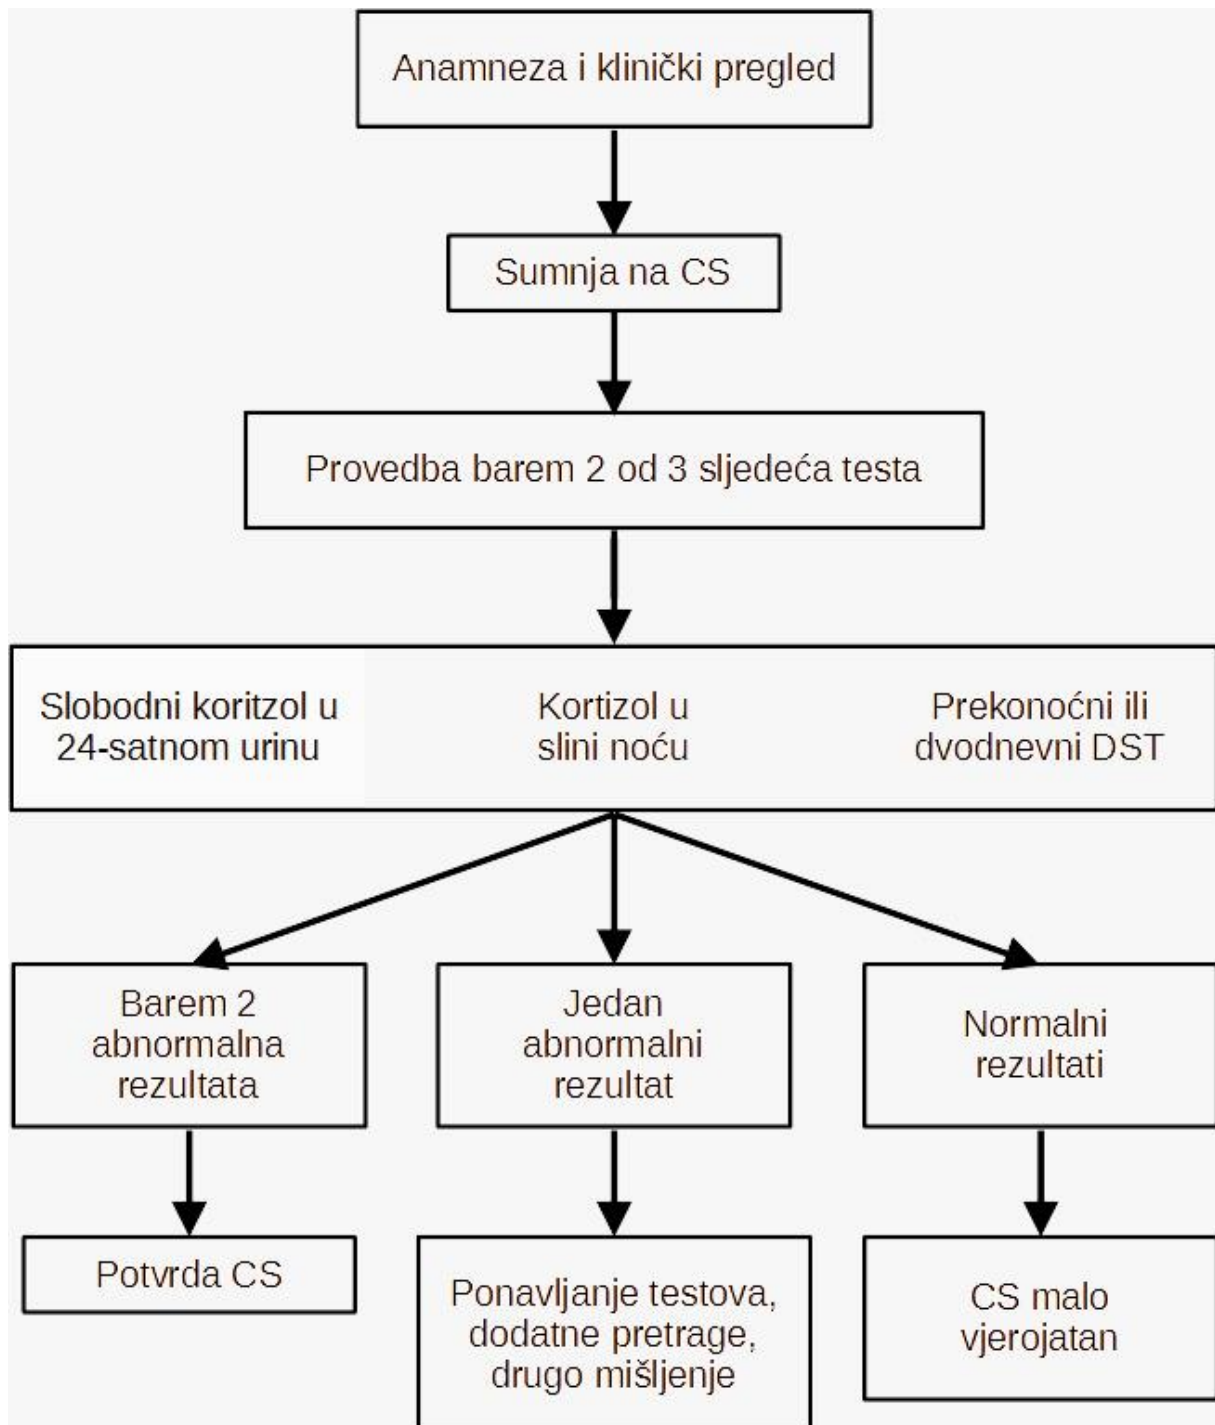 Anamneza i klinički pregled
Sumnja na CS
Provedba barem 2 od 3 sljedeća testa
Slobodni koritzol u
24-satnom urinu
Kortizol u
slini noću
Prekonoćni ili
dvodnevni DST
Barem 2
abnormalna
rezultata
Jedan
abnormalni
rezultat
Normalni
rezultati
Potvrda CS
Ponavljanje testova,
dodatne pretrage,
drugo mišljenje
CS malo
vjerojatan